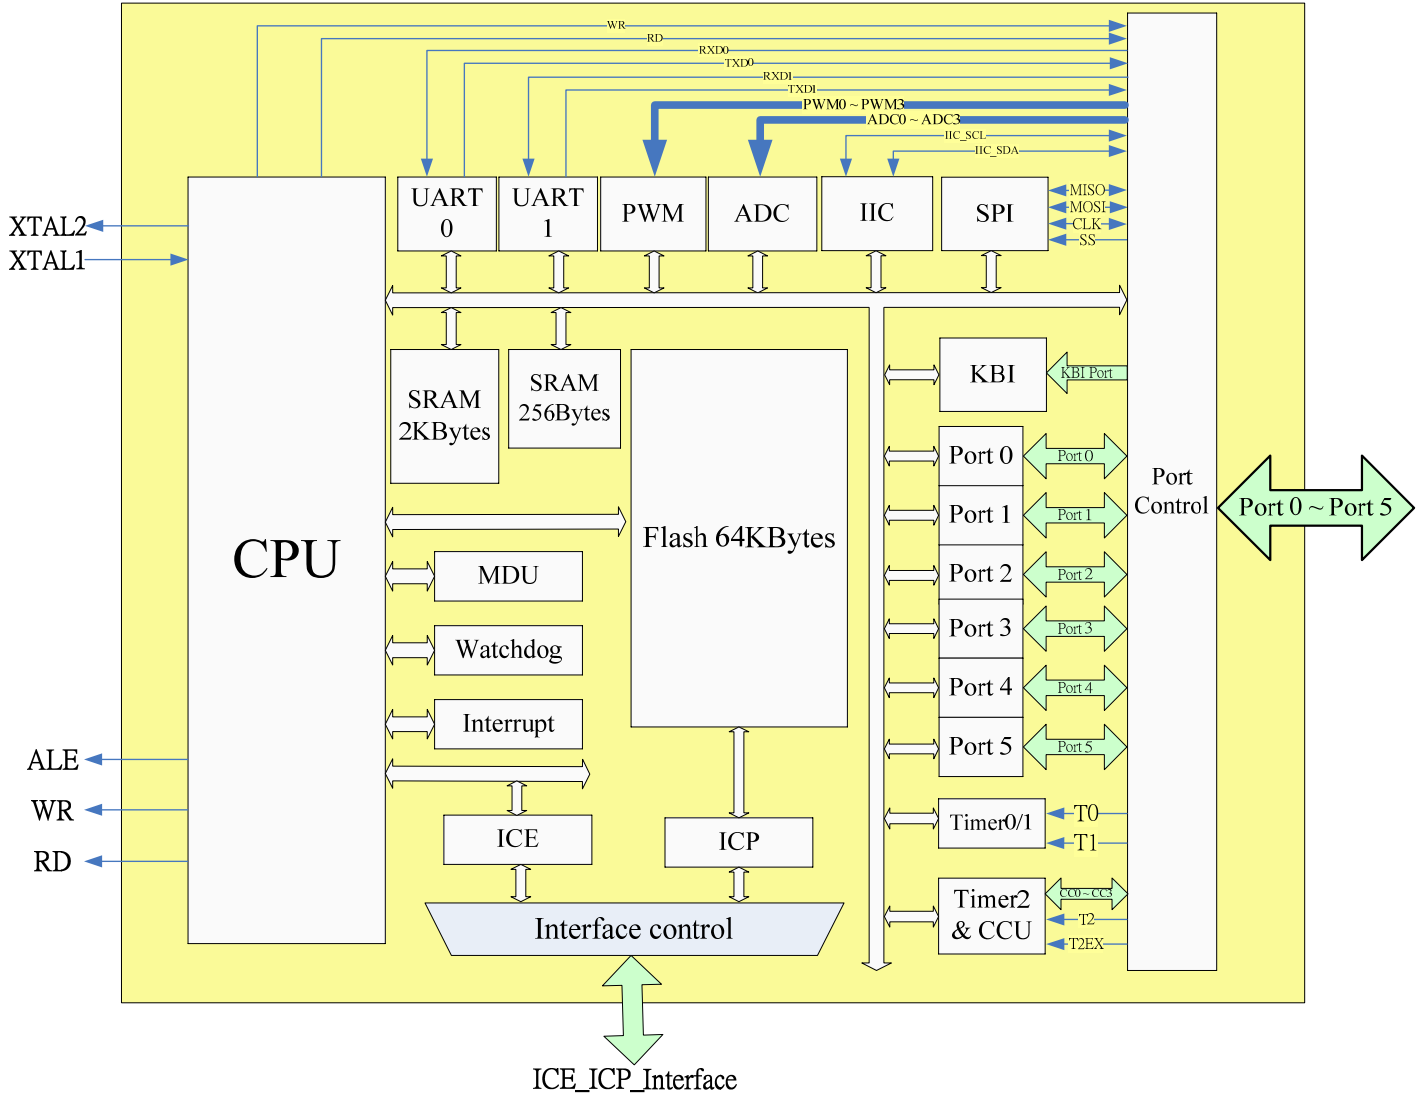 WR
RD
RXD0
TXD0
RXD1
TXD1
PWM0 ~ PWM3
ADC0 ~ ADC3
IIC_SCL
IIC_SDA
XTAL2
XTAL1
UART
0
UART
1
PWM
ADC
IIC
SPI
MISO
MOSI
CLK
SS
SRAM
2KBytes
SRAM
256Bytes
KBI
KBI Port
CPU
Flash 64KBytes
Port 0
Port 0
Port 1
Port 1
Port 2
Port 2
Port 3
Port 3
Port 4
Port 4
Port 5
Port 5
Port
Control
Port 0 ~ Port 5
MDU
Watchdog
Interrupt
ALE
WR
RD
ICE
ICP
Timer0/1
T0
T1
Timer2
& CCU
CC0 ~ CC3
T2
T2EX
Interface control
ICE_ICP_Interface